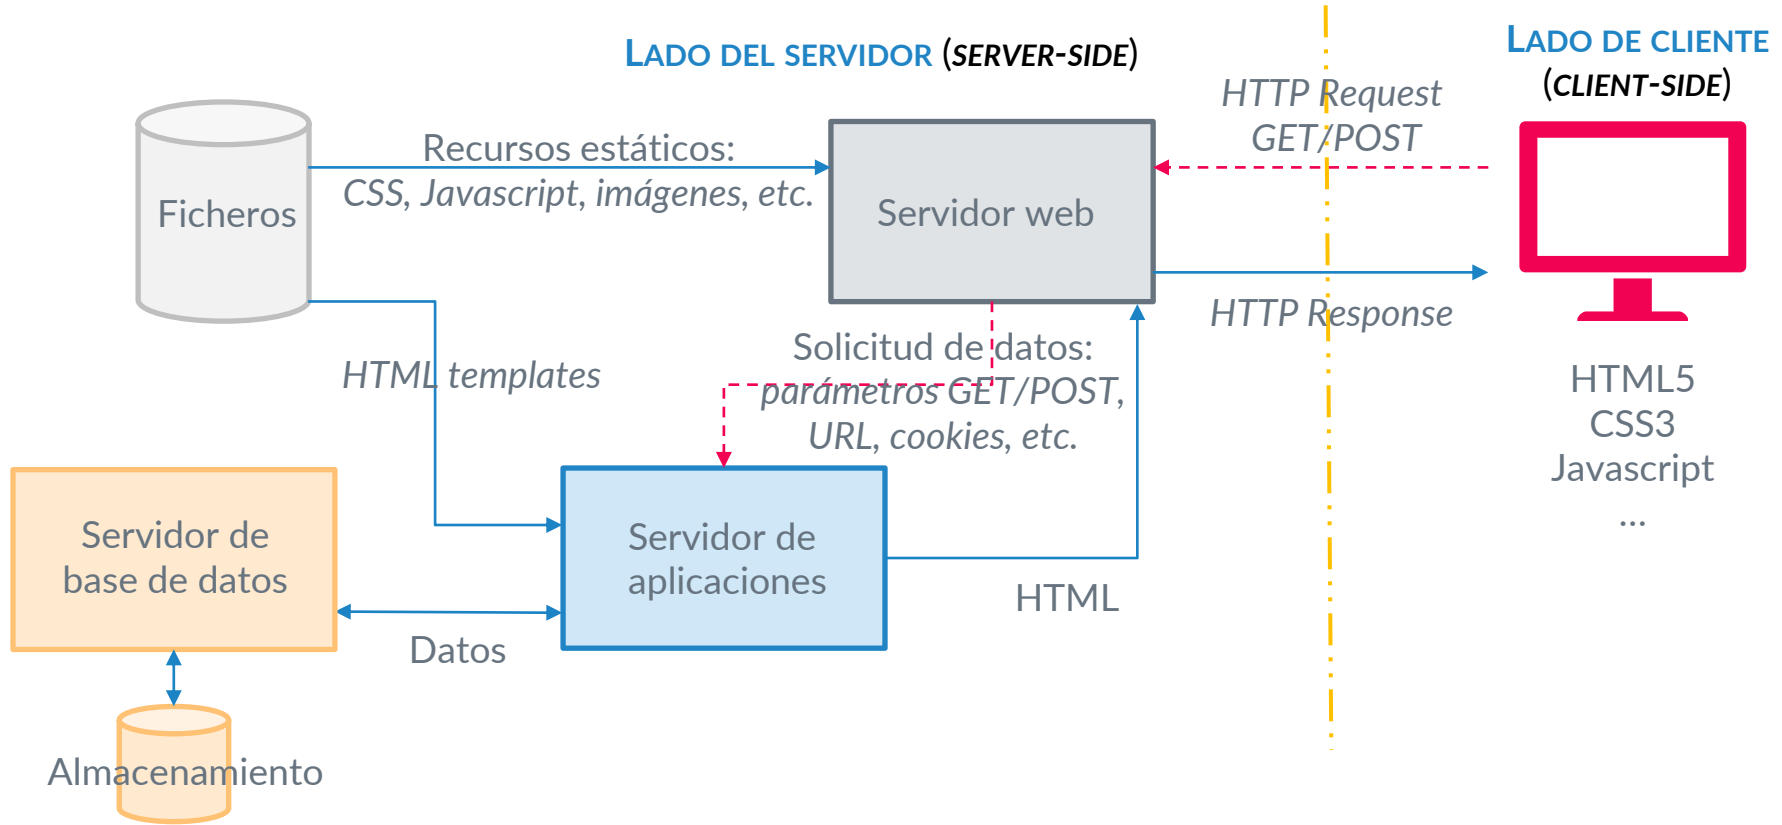 LADO DEL SERVIDOR (SERVER-SIDE)
LADO DE CLIENTE
(CLIENT-SIDE)
HTTP Request
GET/POST
Recursos estáticos:
CSS, Javascript, imágenes, etc.
Ficheros
Servidor web
HTTP Response
Solicitud de datos:
parámetros GET/POST,
URL, cookies, etc.
HTML templates
HTML5
CSS3
Javascript
...
Servidor de
base de datos
Servidor de
aplicaciones
HTML
Datos
Almacenamiento